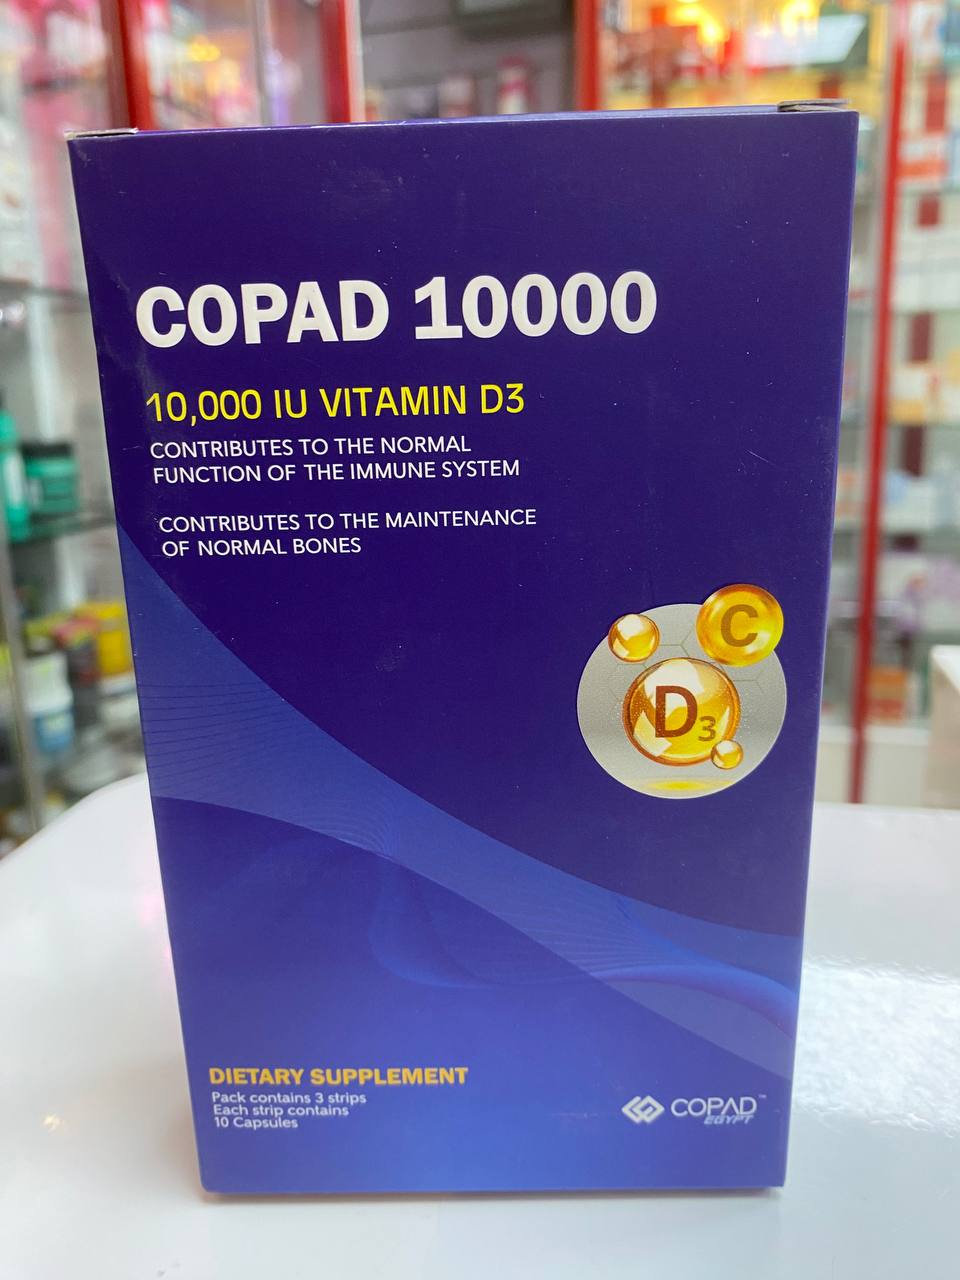 COPAD 10000
10,000 IU VITAMIN D3
CONTRIBUTES TO THE NORMAL
FUNCTION OF THE IMMUNE SYSTEM
CONTRIBUTES TO THE MAINTENANCE
OF NORMAL BONES
C
D3
DIETARY SUPPLEMENT
Pack contains 3 strips
Each strip contains
10 Capsules
COPAD™
EGYPT